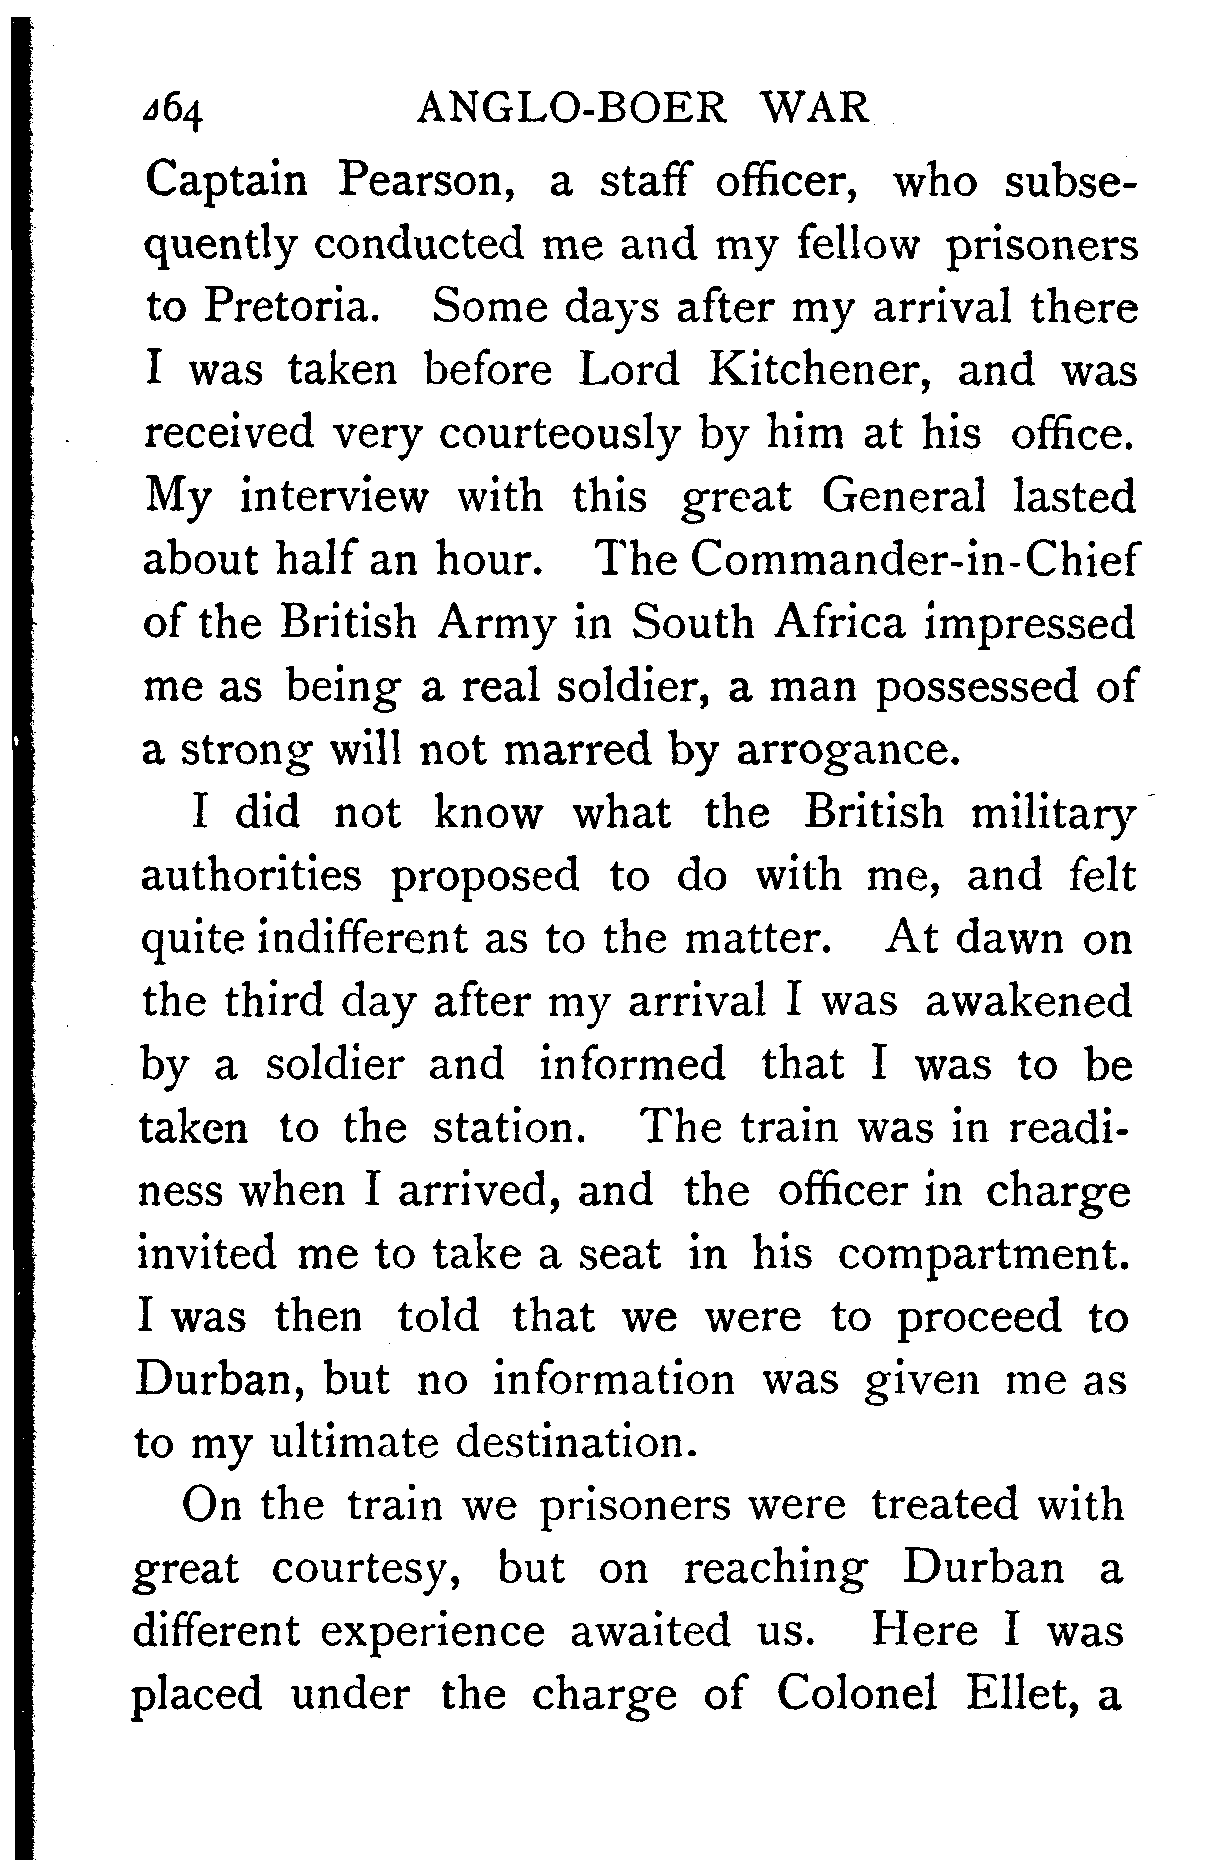 464 ANGLO-BOER WAR
Captain Pearson, a staff officer, who subse-
quently conducted me and my fellow prisoners
to Pretoria. Some days after my arrival there
I was taken before Lord Kitchener, and was
received very courteously by him at his office.
My interview with this great General lasted
about half an hour. The Commander-in-Chief
of the British Army in South Africa impressed
me as being a real soldier, a man possessed of
a strong will not marred by arrogance.
I did not know what the British military
authorities proposed to do with me, and felt
quite indifferent as to the matter. At dawn on
the third day after my arrival I was awakened
by a soldier and informed that I was to be
taken to the station. The train was in readi-
ness when I arrived, and the officer in charge
invited me to take a seat in his compartment.
I was then told that we were to proceed to
Durban, but no information was given me as
to my ultimate destination.
On the train we prisoners were treated with
great courtesy, but on reaching Durban a
different experience awaited us. Here I was
placed under the charge of Colonel Ellet, a